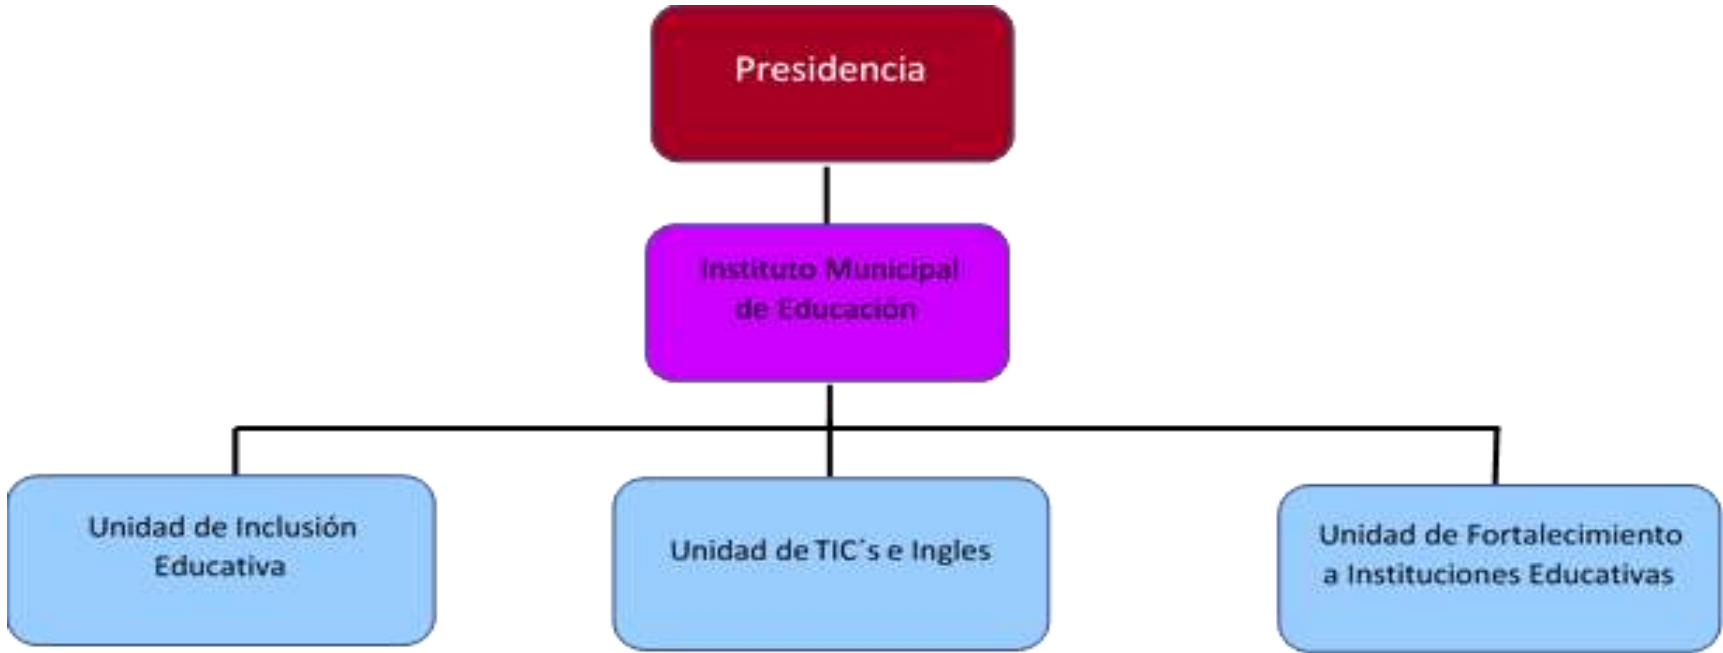 Presidencia
Instituto Municipal
de Educación
Unidad de Inclusión
Educativa
Unidad de TIC´s e Ingles
Unidad de Fortalecimiento
a Instituciones Educativas